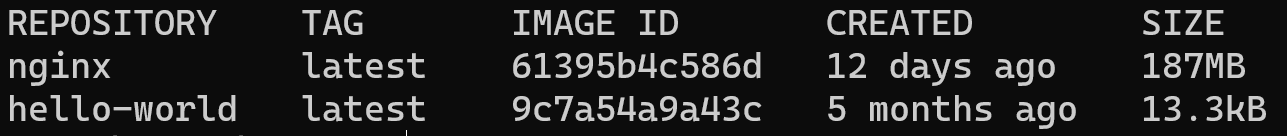 REPOSITORY TAG IMAGE ID CREATED SIZE
nginx latest 61395b4c586d 12 days ago 187MB
hello-world latest 9c7a54a9a43c 5 months ago 13.3kB